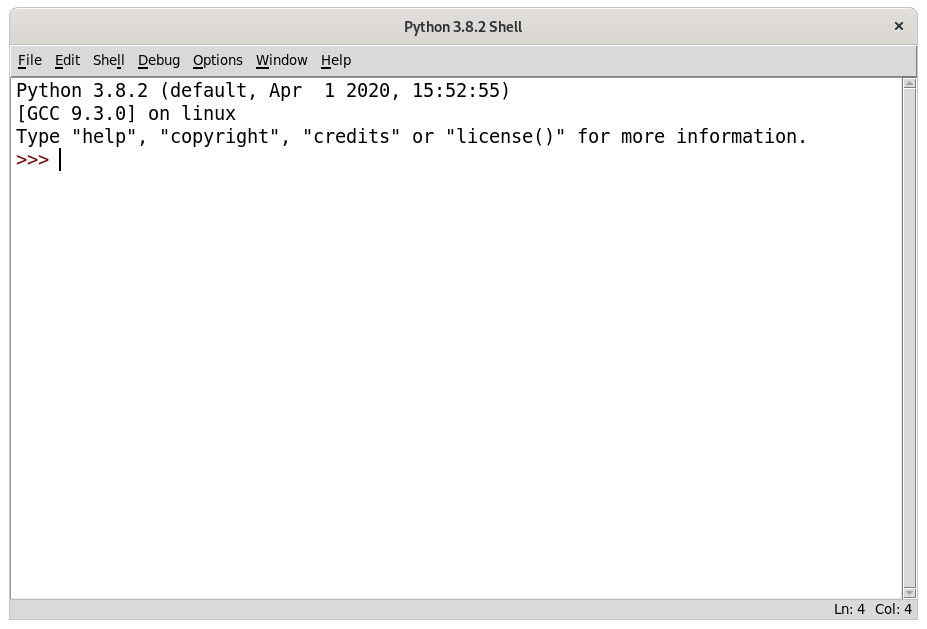 Python 3.8.2 Shell
×
File Edit Shell Debug Options Window Help
Python 3.8.2 (default, Apr  1 2020, 15:52:55)
[GCC 9.3.0] on linux
Type "help", "copyright", "credits" or "license()" for more information.
>>>
Ln: 4 Col: 4